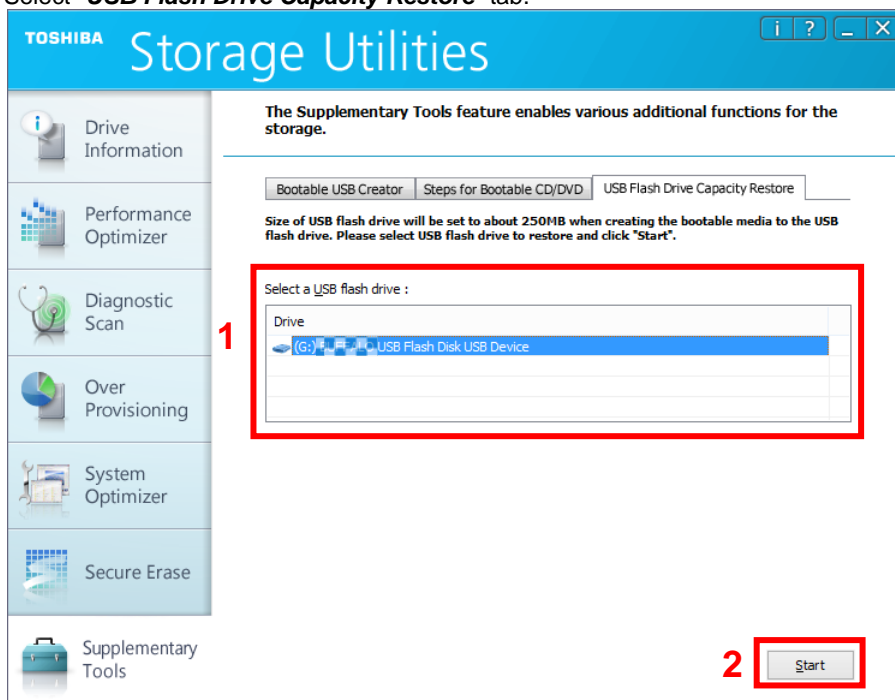 Select "USB Flash Drive Capacity Restore" tab.
TOSHIBA Storage Utilities
i ? _ X
The Supplementary Tools feature enables various additional functions for the
storage.
Drive
Information
Bootable USB Creator Steps for Bootable CD/DVD USB Flash Drive Capacity Restore
Size of USB flash drive will be set to about 250MB when creating the bootable media to the USB
flash drive. Please select USB flash drive to restore and click "Start".
Performance
Optimizer
Diagnostic
Scan
Over
Provisioning
System
Optimizer
Secure Erase
Supplementary
Tools
1
Select a USB flash drive :
Drive
(G:) USB Flash Disk USB Device
2
Start